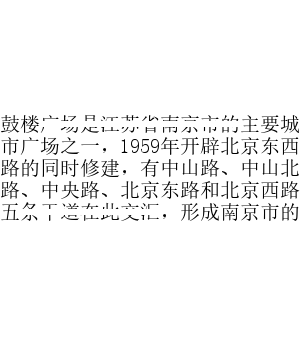 鼓楼广场是江苏省南京市的主要城
市广场之一，1959年开辟北京东西
路的同时修建，有中山路、中山北
路、中央路、北京东路和北京西路
五条干道在此交汇，形成南京市的